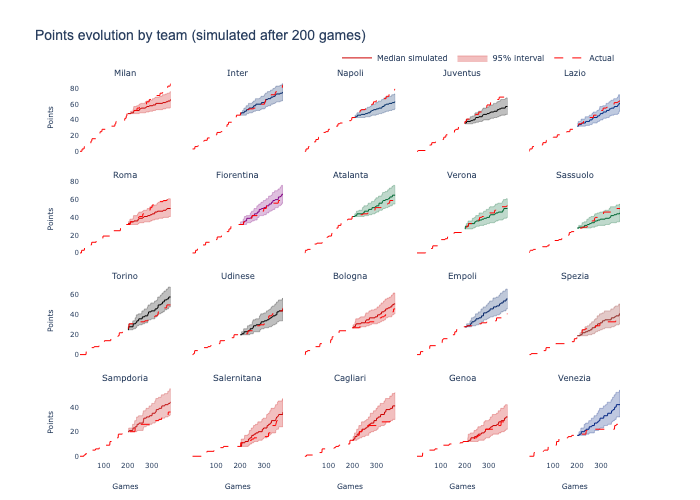 Points evolution by team (simulated after 200 games)
Median simulated 95% interval Actual
Milan Inter Napoli Juventus Lazio
80
60
40
20
0
Points
Roma Fiorentina Atalanta Verona Sassuolo
80
60
40
20
0
Points
Torino Udinese Bologna Empoli Spezia
60
40
20
0
Points
Sampdoria Salernitana Cagliari Genoa Venezia
40
20
0
Points
100 200 300 100 200 300 100 200 300 100 200 300 100 200 300
Games Games Games Games Games